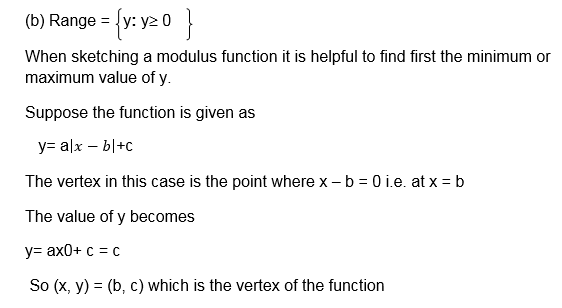 (b) Range = {y: y≥ 0 }
When sketching a modulus function it is helpful to find first the minimum or
maximum value of y.
Suppose the function is given as
y= a|x – b|+c
The vertex in this case is the point where x – b = 0 i.e. at x = b
The value of y becomes
y= ax0+ c = c
So (x, y) = (b, c) which is the vertex of the function